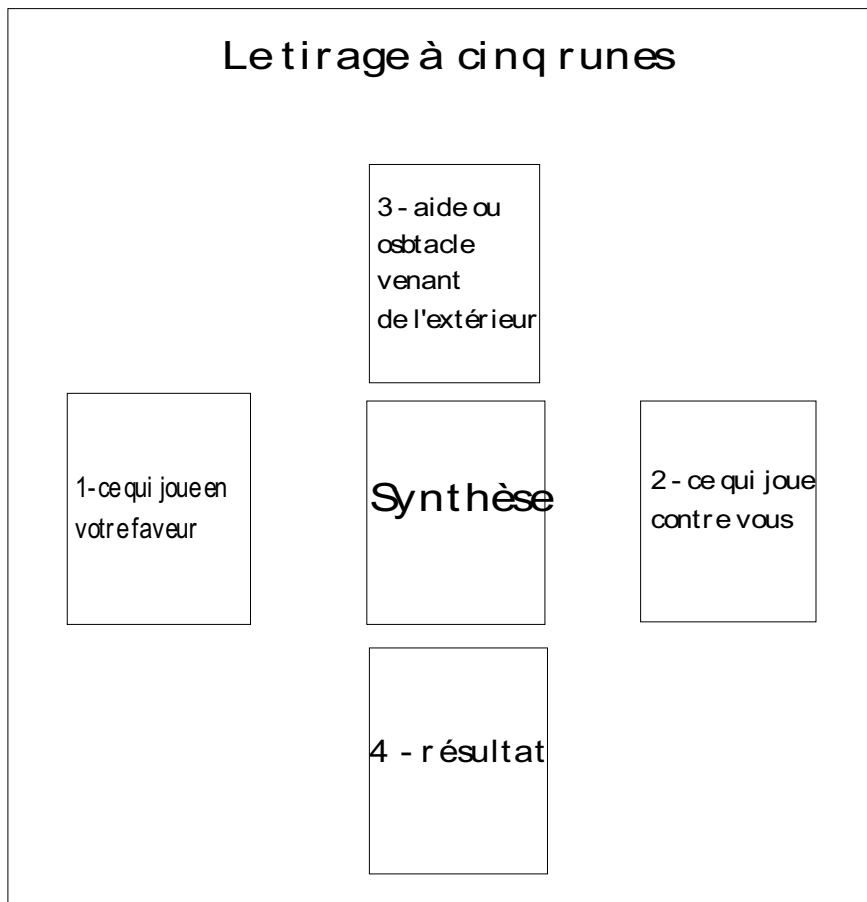 Le tirage à cinq runes
3 - aide ou
osbtacle
venant
de l'extérieur
1- ce qui joue en
votre faveur
Synthèse
2 - ce qui joue
contre vous
4 - résultat